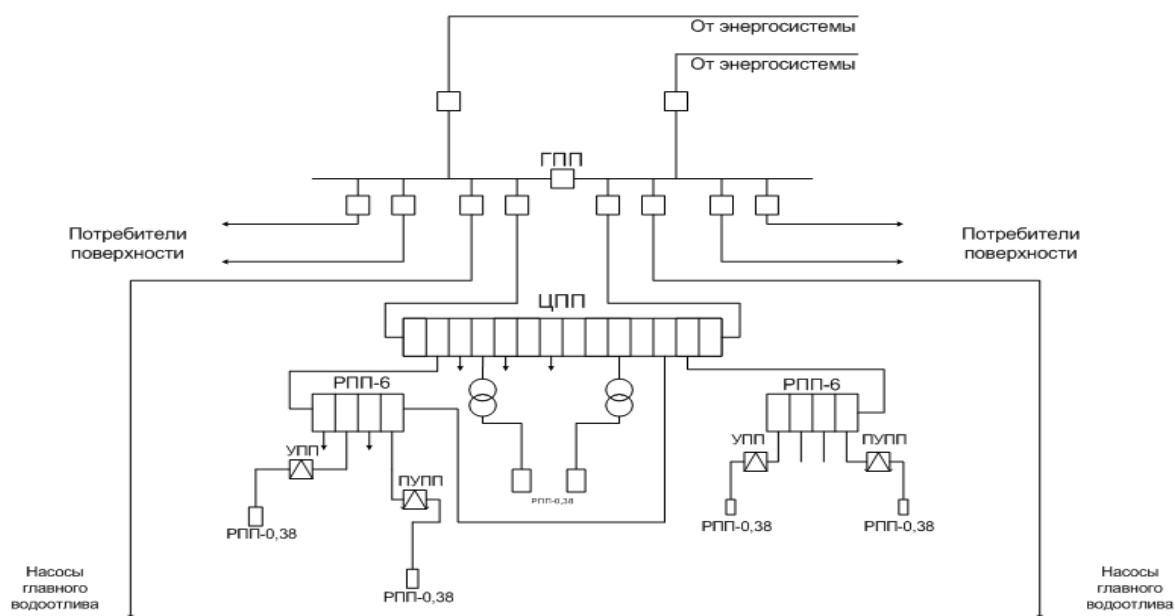 От энергосистемы
От энергосистемы
ГПП
Потребители
поверхности
Потребители
поверхности
ЦПП
РПП-6
РПП-6
УПП
ПУПП
УПП
ПУПП
РПП-0,38
РПП-0,38
РПП-0,38
РПП-0,38
РПП-0,38
Насосы
главного
водоотлива
Насосы
главного
водоотлива